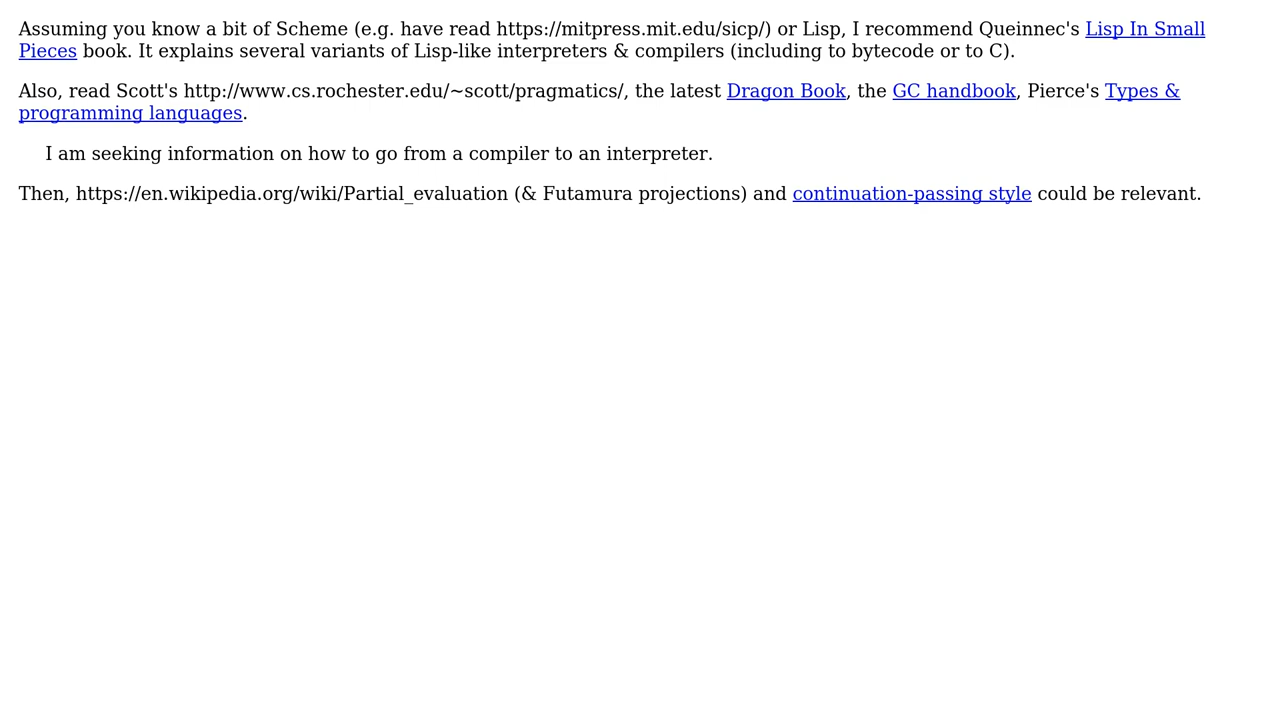 Assuming you know a bit of Scheme (e.g. have read https://mitpress.mit.edu/sicp/) or Lisp, I recommend Queinnec's Lisp In Small
Pieces book. It explains several variants of Lisp-like interpreters & compilers (including to bytecode or to C).
Also, read Scott's http://www.cs.rochester.edu/~scott/pragmatics/, the latest Dragon Book, the GC handbook, Pierce's Types &
programming languages.
I am seeking information on how to go from a compiler to an interpreter.
Then, https://en.wikipedia.org/wiki/Partial_evaluation (& Futamura projections) and continuation-passing style could be relevant.